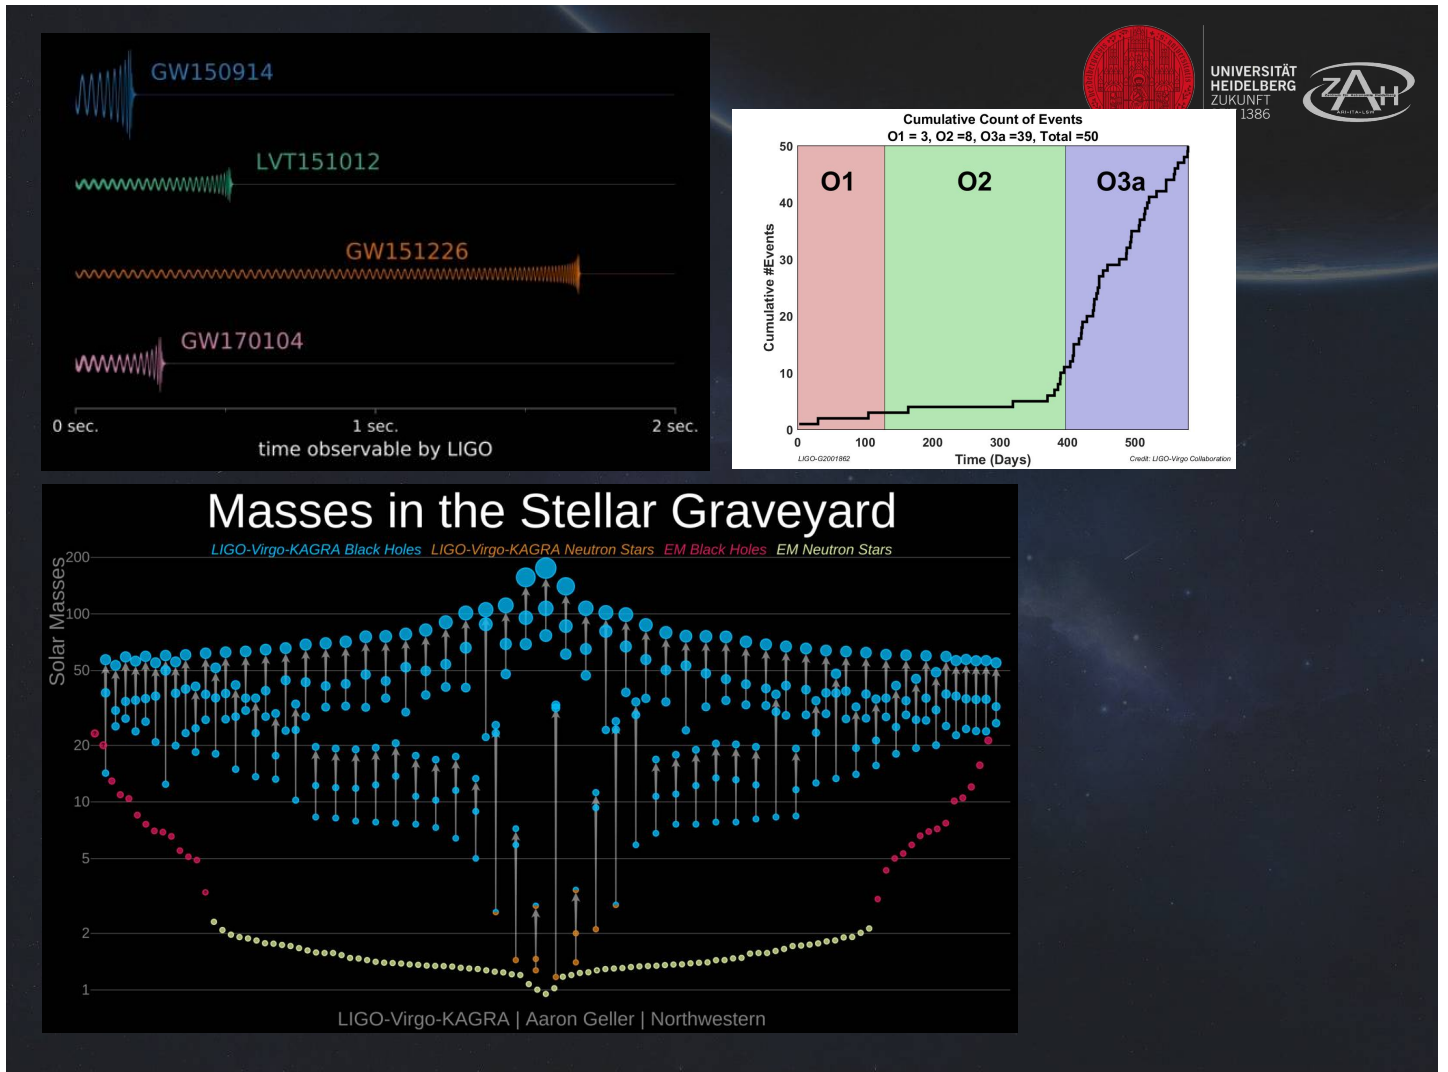 GW150914
LVT151012
GW151226
GW170104
0 sec.
1 sec.
2 sec.
time observable by LIGO
UNIVERSITÄT
HEIDELBERG
ZUKUNFT
1386
ZAH
ARI-ITA-LSW
Cumulative Count of Events
O1 = 3, O2 =8, O3a =39, Total =50
O1
O2
O3a
Cumulative #Events
50
40
30
20
10
0
0
100
200
300
400
500
LIGO-G2001862
Time (Days)
Credit: LIGO-Virgo Collaboration
Masses in the Stellar Graveyard
LIGO-Virgo-KAGRA Black Holes LIGO-Virgo-KAGRA Neutron Stars EM Black Holes EM Neutron Stars
Solar Masses
200
100
50
20
10
5
2
1
LIGO-Virgo-KAGRA | Aaron Geller | Northwestern